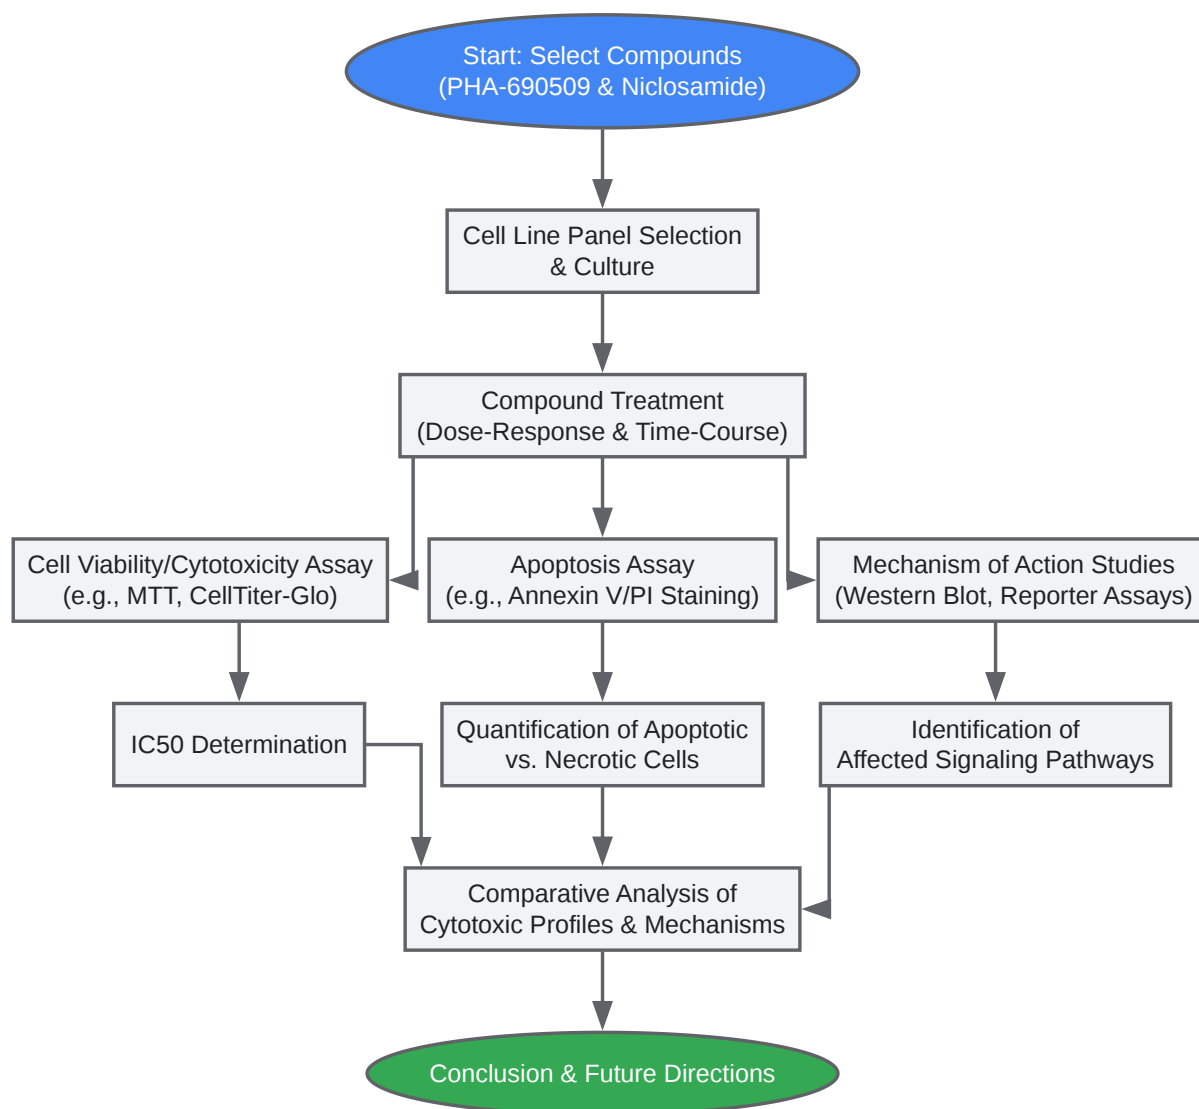 Start: Select Compounds
(PHA-690509 & Niclosamide)
Cell Line Panel Selection
& Culture
Compound Treatment
(Dose-Response & Time-Course)
Cell Viability/Cytotoxicity Assay
(e.g., MTT, CellTiter-Glo)
Apoptosis Assay
(e.g., Annexin V/PI Staining)
Mechanism of Action Studies
(Western Blot, Reporter Assays)
IC50 Determination
Quantification of Apoptotic
vs. Necrotic Cells
Identification of
Affected Signaling Pathways
Comparative Analysis of
Cytotoxic Profiles & Mechanisms
Conclusion & Future Directions